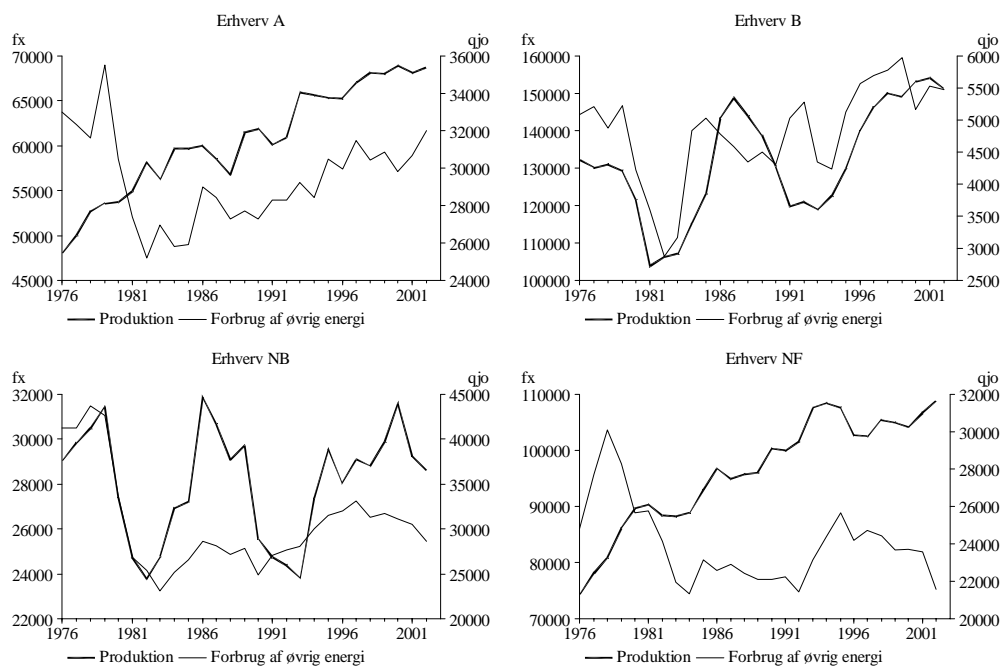 Erhverv A
fx qjo
70000 36000
65000 34000
60000 32000
55000 30000
50000 28000
45000 26000
24000
1976 1981 1986 1991 1996 2001
Produktion Forbrug af øvrig energi
Erhverv B
fx qjo
160000 6000
150000 5500
140000 5000
130000 4500
120000 4000
110000 3500
100000 3000
2500
1976 1981 1986 1991 1996 2001
Produktion Forbrug af øvrig energi
Erhverv NB
fx qjo
32000 45000
30000 40000
28000 35000
26000 30000
24000 25000
22000 20000
1976 1981 1986 1991 1996 2001
Produktion Forbrug af øvrig energi
Erhverv NF
fx qjo
110000 32000
100000 30000
90000 28000
80000 26000
70000 24000
22000
20000
1976 1981 1986 1991 1996 2001
Produktion Forbrug af øvrig energi